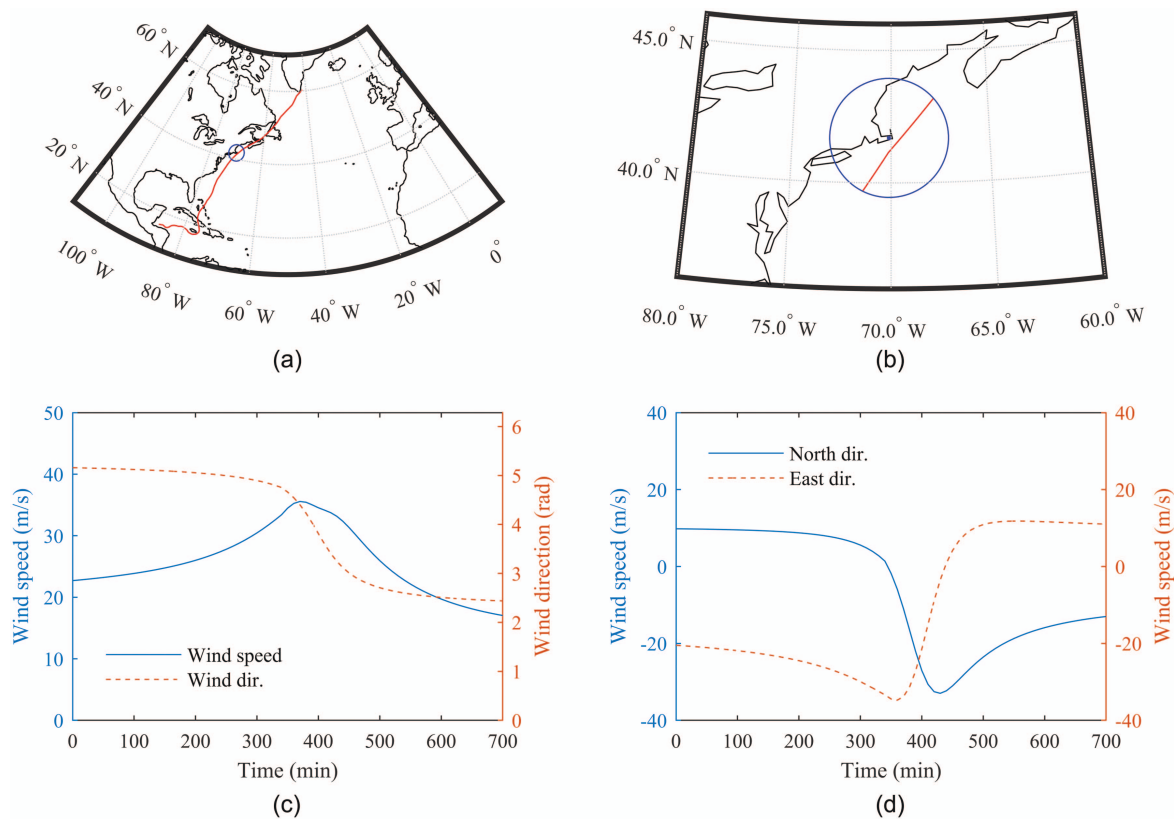 60° N
40° N
20° N
100° W
80° W
60° W
40° W
20° W
0°
(a)
45.0° N
40.0° N
80.0° W
75.0° W
70.0° W
65.0° W
60.0° W
(b)
Wind speed (m/s)
50
40
30
20
10
0
Wind speed
Wind dir.
6
5
4
3
2
1
0
Wind direction (rad)
0 100 200 300 400 500 600 700
Time (min)
(c)
Wind speed (m/s)
40
20
0
-20
-40
North dir.
East dir.
40
20
0
-20
-40
Wind speed (m/s)
0 100 200 300 400 500 600 700
Time (min)
(d)